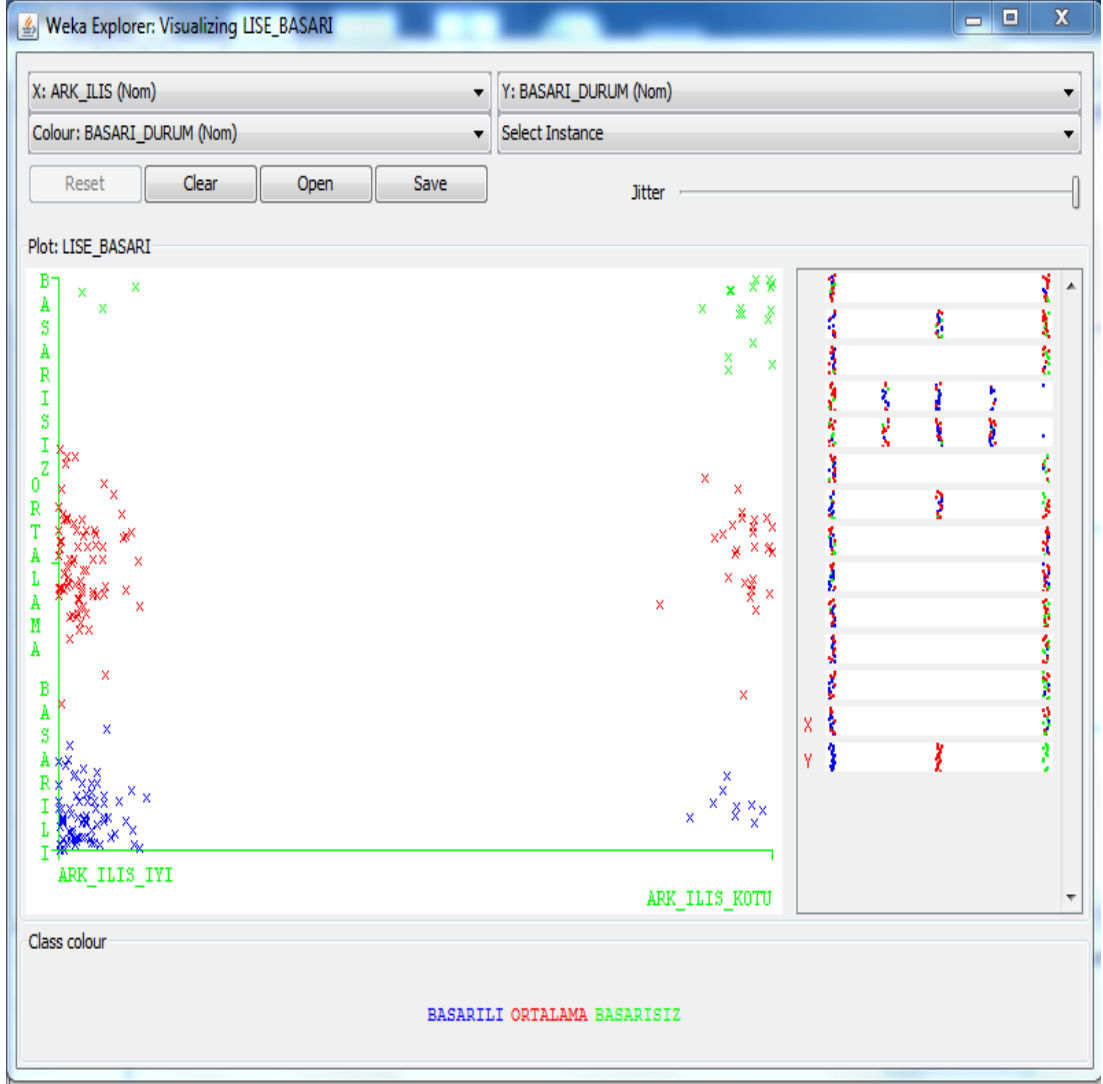 Weka Explorer: Visualizing LISE_BASARI
X: ARK_ILIS (Nom)
Y: BASARI_DURUM (Nom)
Colour: BASARI_DURUM (Nom)
Select Instance
Reset
Clear
Open
Save
Jitter
Plot: LISE_BASARI
BASARISIZ
ORTALAMA
BASARILI
ARK_ILIS_IYI
ARK_ILIS_KOTU
X
Y
Class colour
BASARILI ORTALAMA BASARISIZ